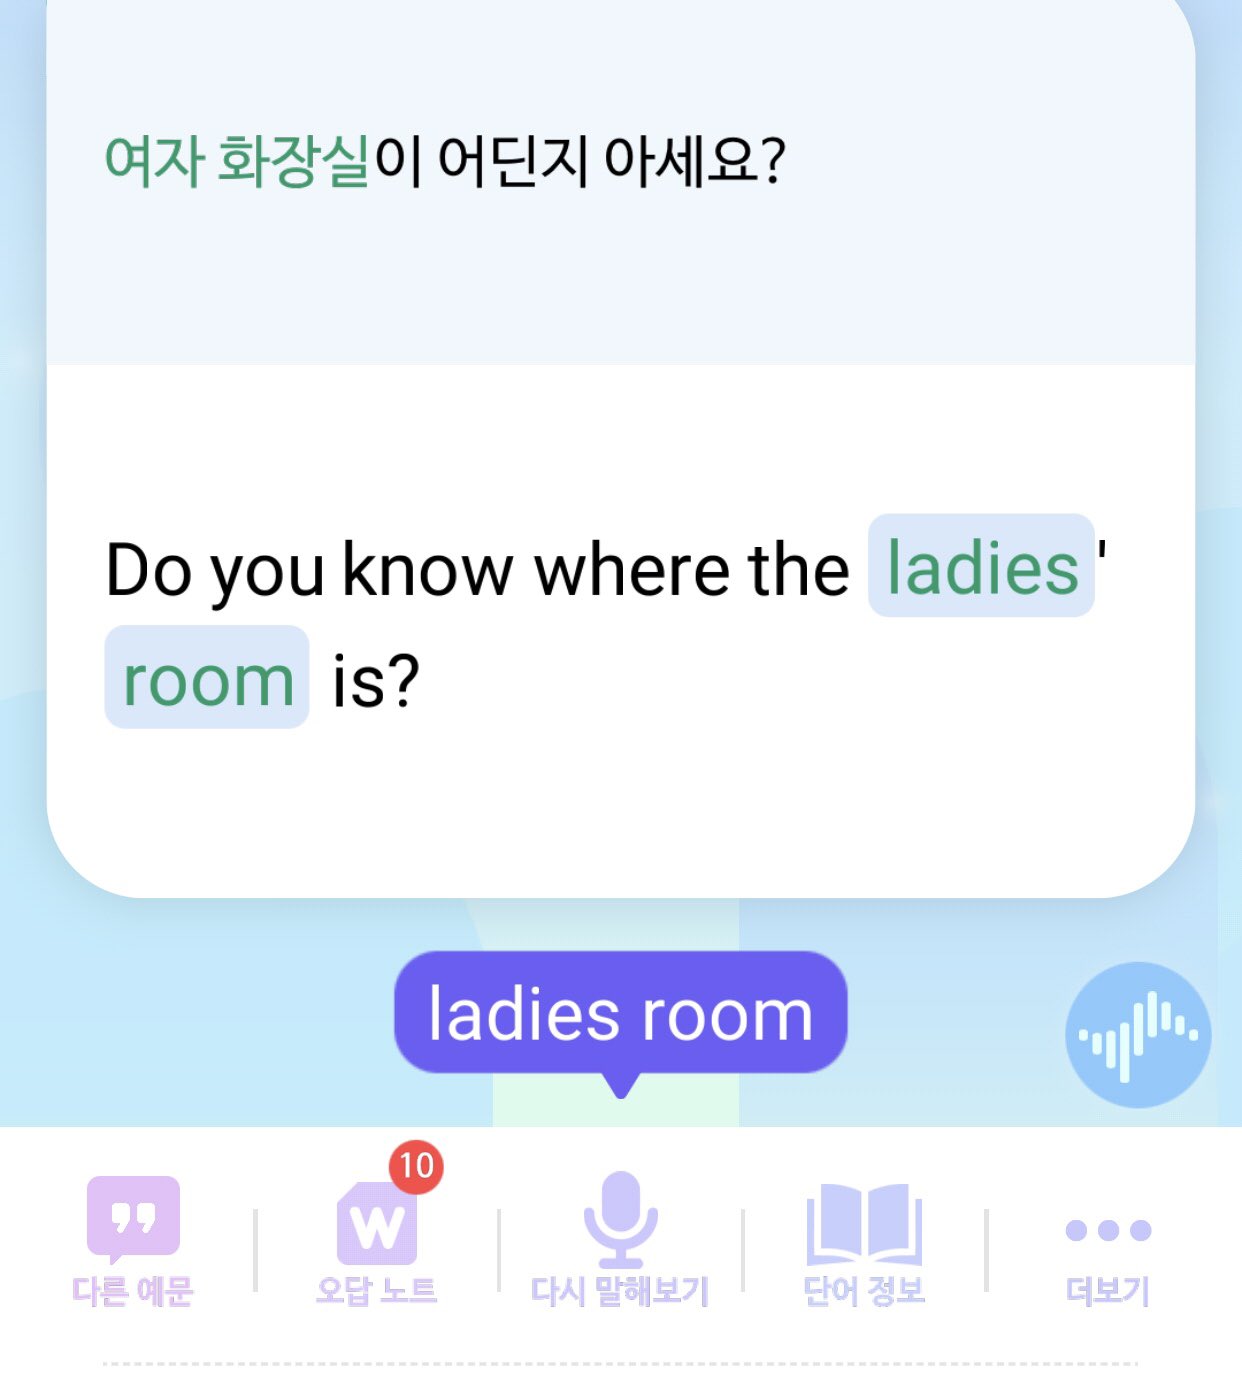 여자 화장실이 어딘지 아세요?
Do you know where the ladies'
room is?
ladies room
10
다른 예문
오답 노트
다시 말해보기
단어 정보
더보기